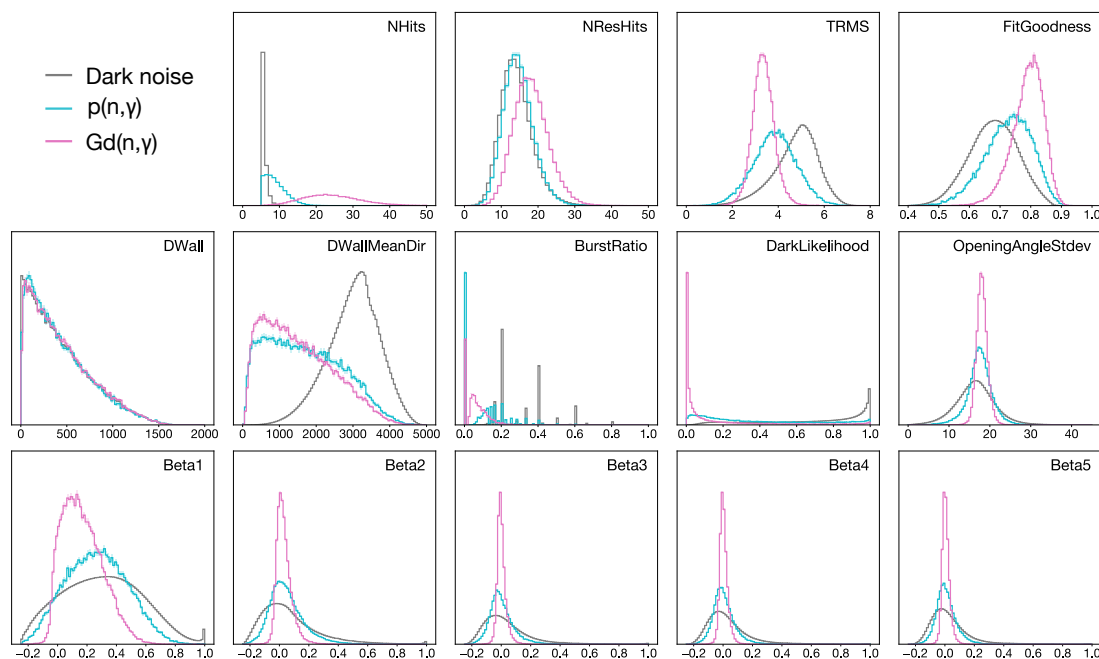 Dark noise
p(n,γ)
Gd(n,γ)
NHits
0 10 20 30 40 50
NResHits
0 10 20 30 40 50
TRMS
0 2 4 6 8
FitGoodness
0.4 0.5 0.6 0.7 0.8 0.9 1.0
DWall
0 500 1000 1500 2000
DWallMeanDir
0 1000 2000 3000 4000 5000
BurstRatio
0.0 0.2 0.4 0.6 0.8 1.0
DarkLikelihood
0.0 0.2 0.4 0.6 0.8 1.0
OpeningAngleStdev
0 10 20 30 40
Beta1
−0.2 0.0 0.2 0.4 0.6 0.8 1.0
Beta2
−0.2 0.0 0.2 0.4 0.6 0.8 1.0
Beta3
−0.2 0.0 0.2 0.4 0.6 0.8 1.0
Beta4
−0.2 0.0 0.2 0.4 0.6 0.8 1.0
Beta5
−0.2 0.0 0.2 0.4 0.6 0.8 1.0